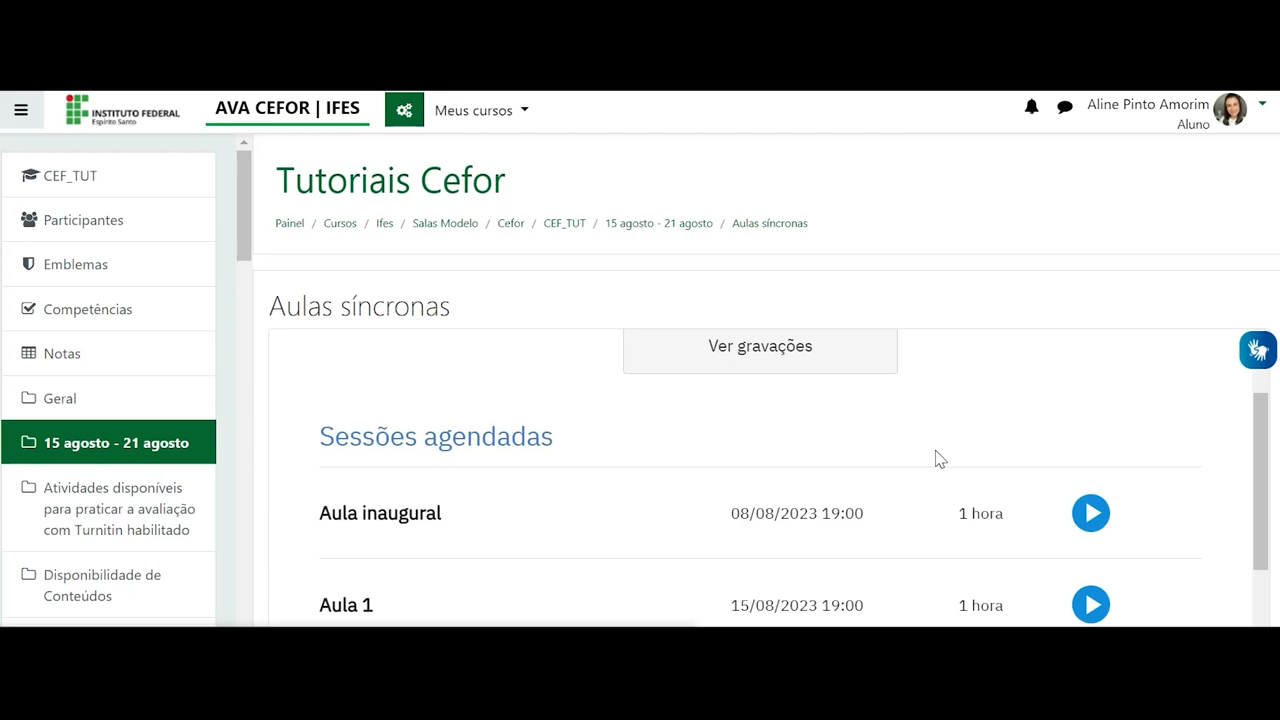 INSTITUTO FEDERAL
Espírito Santo
AVA CEFOR | IFES
Meus cursos
Aline Pinto Amorim
Aluno
CEF_TUT
Participantes
Emblemas
Competências
Notas
Geral
15 agosto - 21 agosto
Atividades disponíveis
para praticar a avaliação
com Turnitin habilitado
Disponibilidade de
Conteúdos
Tutoriais Cefor
Painel / Cursos / Ifes / Salas Modelo / Cefor / CEF_TUT / 15 agosto - 21 agosto / Aulas síncronas
Aulas síncronas
Ver gravações
Sessões agendadas
Aula inaugural 08/08/2023 19:00 1 hora
Aula 1 15/08/2023 19:00 1 hora